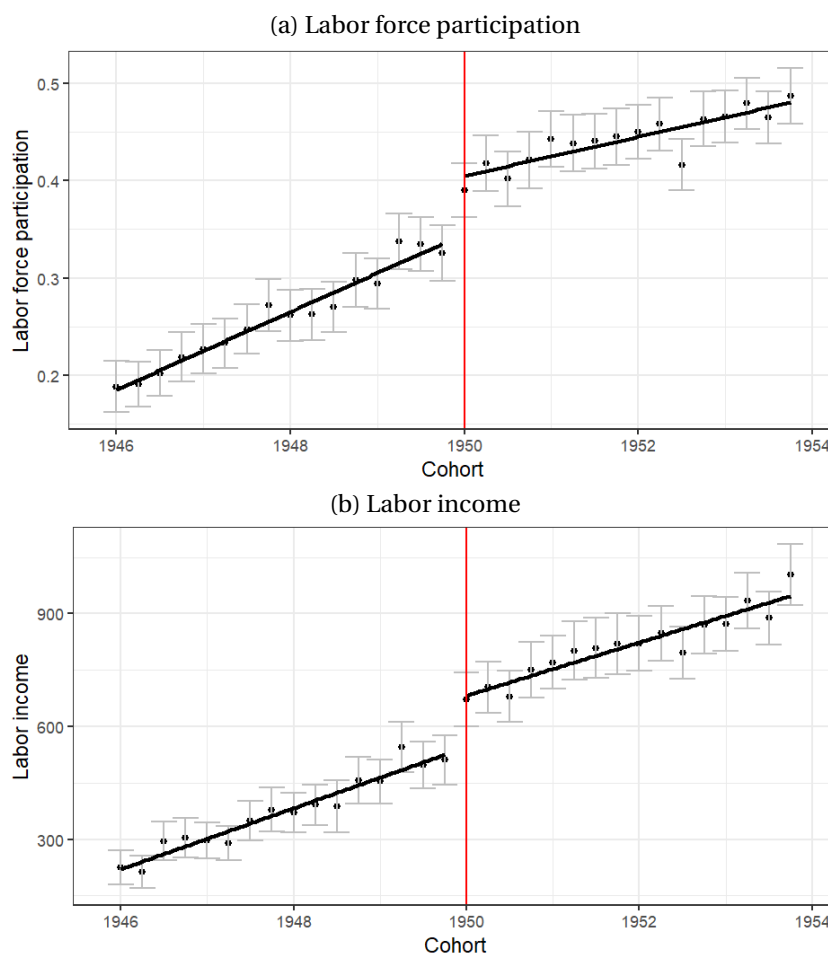 (a) Labor force participation
Labor force participation
0.5
0.4
0.3
0.2
1946
1948
1950
1952
1954
Cohort
(b) Labor income
Labor income
900
600
300
1946
1948
1950
1952
1954
Cohort